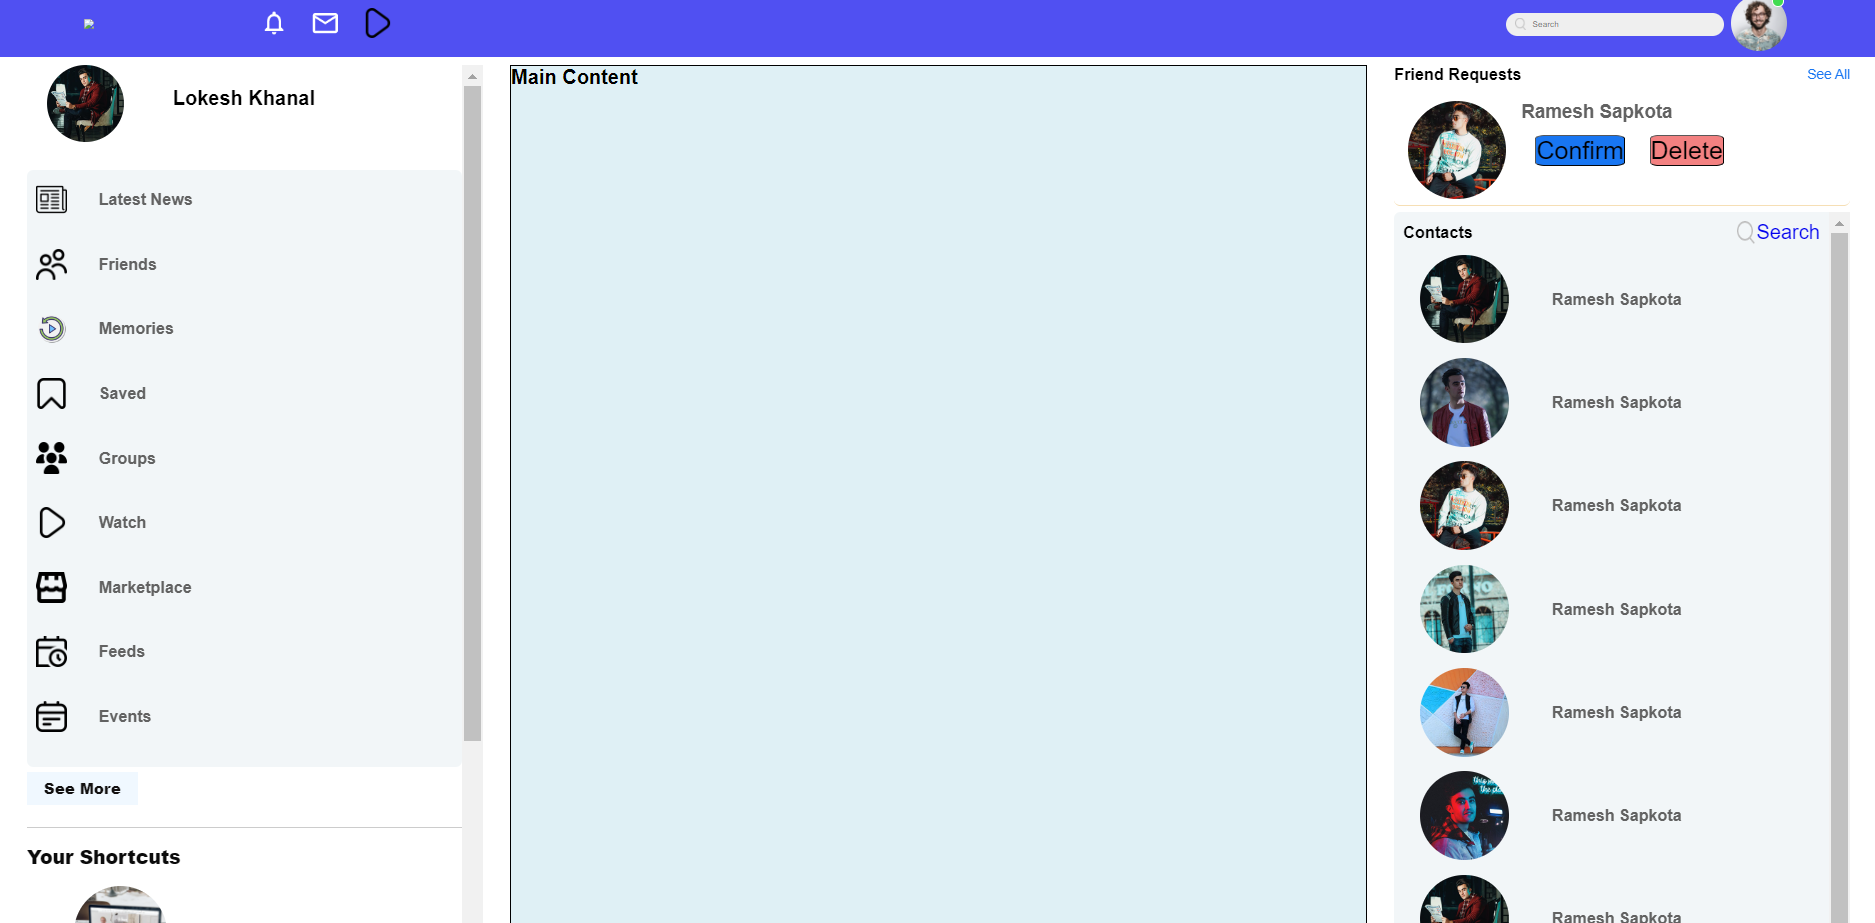 Search
Lokesh Khanal
Latest News
Friends
Memories
Saved
Groups
Watch
Marketplace
Feeds
Events
See More
Your Shortcuts
Main Content
Friend Requests
See All
Ramesh Sapkota
Confirm
Delete
Contacts
Search
Ramesh Sapkota
Ramesh Sapkota
Ramesh Sapkota
Ramesh Sapkota
Ramesh Sapkota
Ramesh Sapkota
Ramesh Sapkota